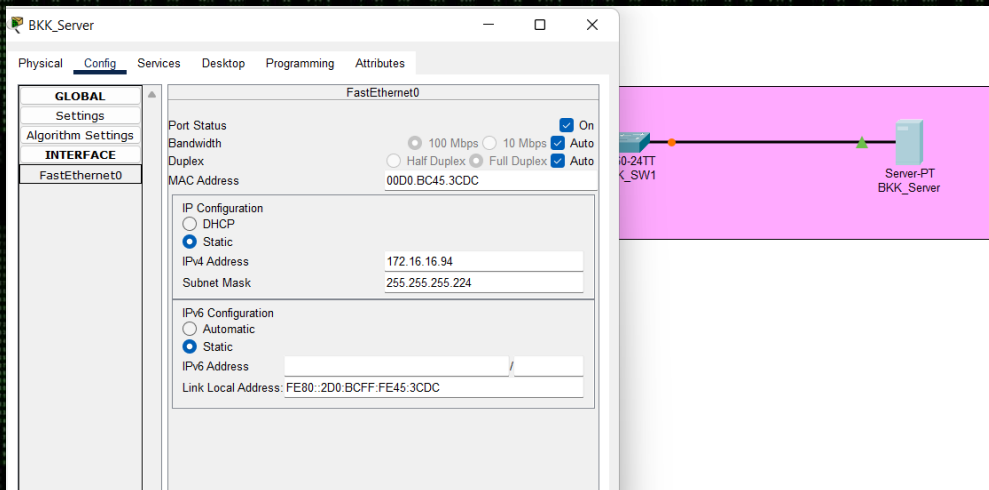 BKK_Server
Physical Config Services Desktop Programming Attributes
GLOBAL
Settings
Algorithm Settings
INTERFACE
FastEthernet0
FastEthernet0
Port Status On
Bandwidth 100 Mbps 10 Mbps Auto
Duplex Half Duplex Full Duplex Auto
MAC Address 00D0.BC45.3CDC
IP Configuration
DHCP
Static
IPv4 Address 172.16.16.94
Subnet Mask 255.255.255.224
IPv6 Configuration
Automatic
Static
IPv6 Address /
Link Local Address: FE80::2D0:BCFF:FE45:3CDC
60-24TT
K_SW1
Server-PT
BKK_Server